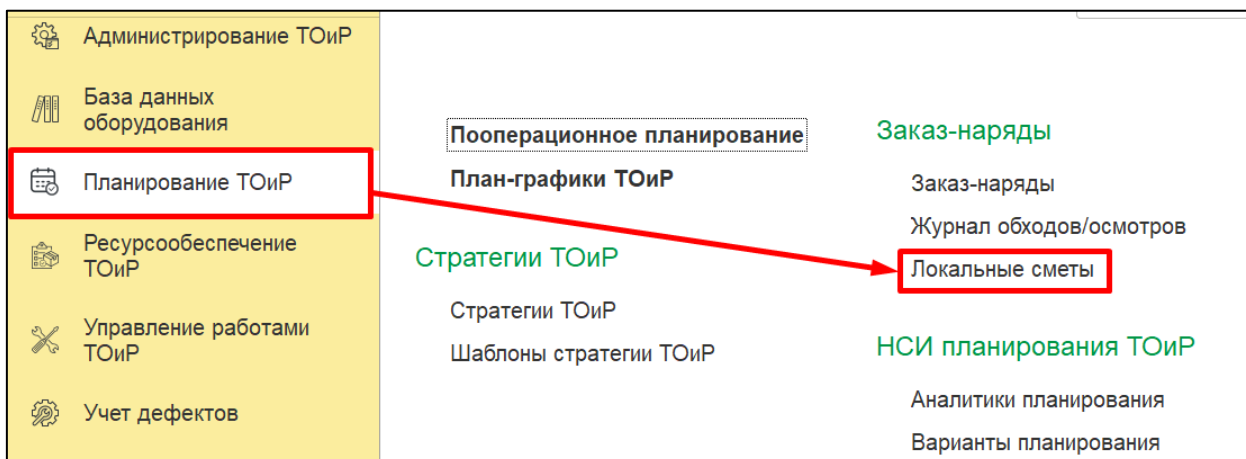 Администрирование ТОиР
База данных
оборудования
Планирование ТОиР
Ресурсообеспечение
ТОиР
Управление работами
ТОиР
Учет дефектов
Пооперационное планирование
План-графики ТОиР
Стратегии ТОиР
Стратегии ТОиР
Шаблоны стратегии ТОиР
Заказ-наряды
Заказ-наряды
Журнал обходов/осмотров
Локальные сметы
НСИ планирования ТОиР
Аналитики планирования
Варианты планирования